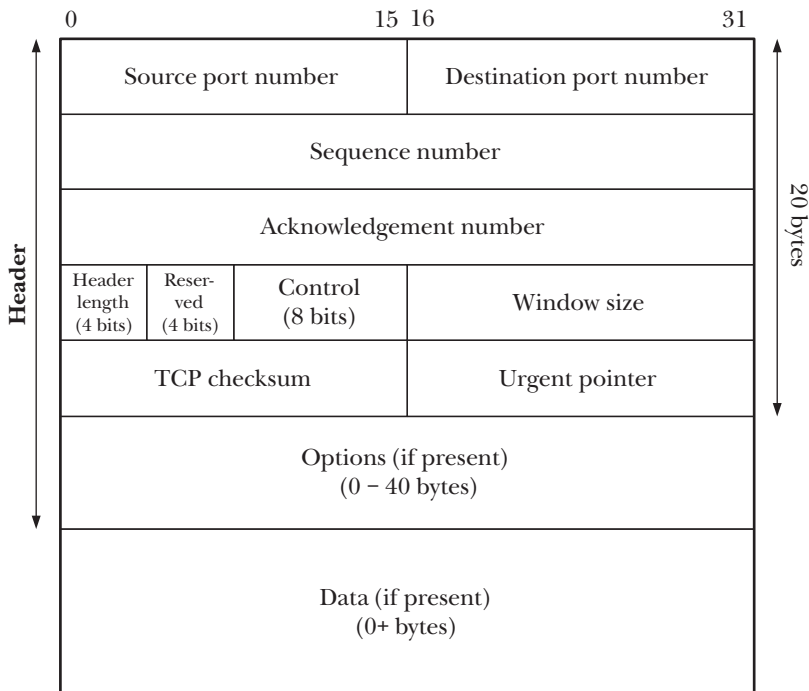 0 15 16 31
Source port number
Destination port number
Sequence number
Acknowledgement number
Header
length
(4 bits)
Reser-
ved
(4 bits)
Control
(8 bits)
Window size
TCP checksum
Urgent pointer
Options (if present)
(0 – 40 bytes)
Data (if present)
(0+ bytes)
Header
20 bytes